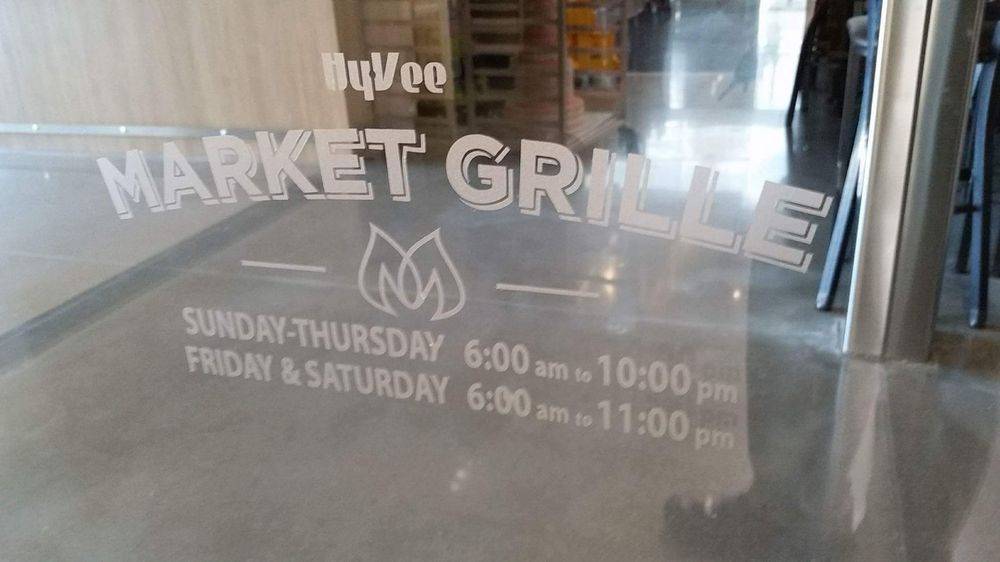 HyVee
MARKET GRILLE
SUNDAY-THURSDAY 6:00 am to 10:00 pm
FRIDAY & SATURDAY 6:00 am to 11:00 pm